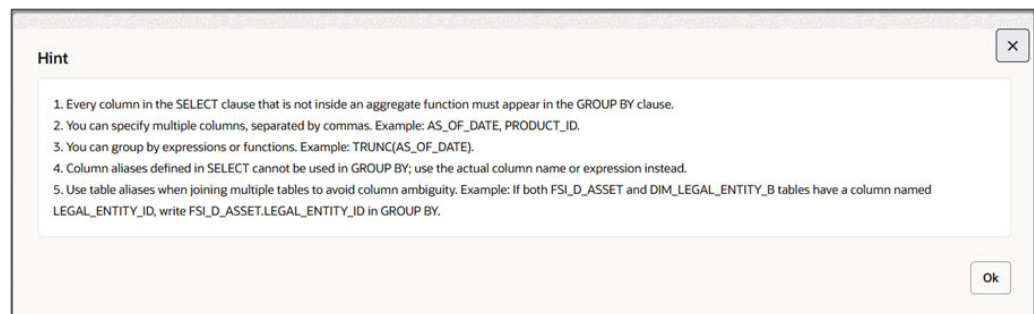 Hint
1. Every column in the SELECT clause that is not inside an aggregate function must appear in the GROUP BY clause.
2. You can specify multiple columns, separated by commas. Example: AS_OF_DATE, PRODUCT_ID.
3. You can group by expressions or functions. Example: TRUNC(AS_OF_DATE).
4. Column aliases defined in SELECT cannot be used in GROUP BY; use the actual column name or expression instead.
5. Use table aliases when joining multiple tables to avoid column ambiguity. Example: If both FSI_D_ASSET and DIM_LEGAL_ENTITY_B tables have a column named
LEGAL_ENTITY_ID, write FSI_D_ASSET.LEGAL_ENTITY_ID in GROUP BY.
Ok